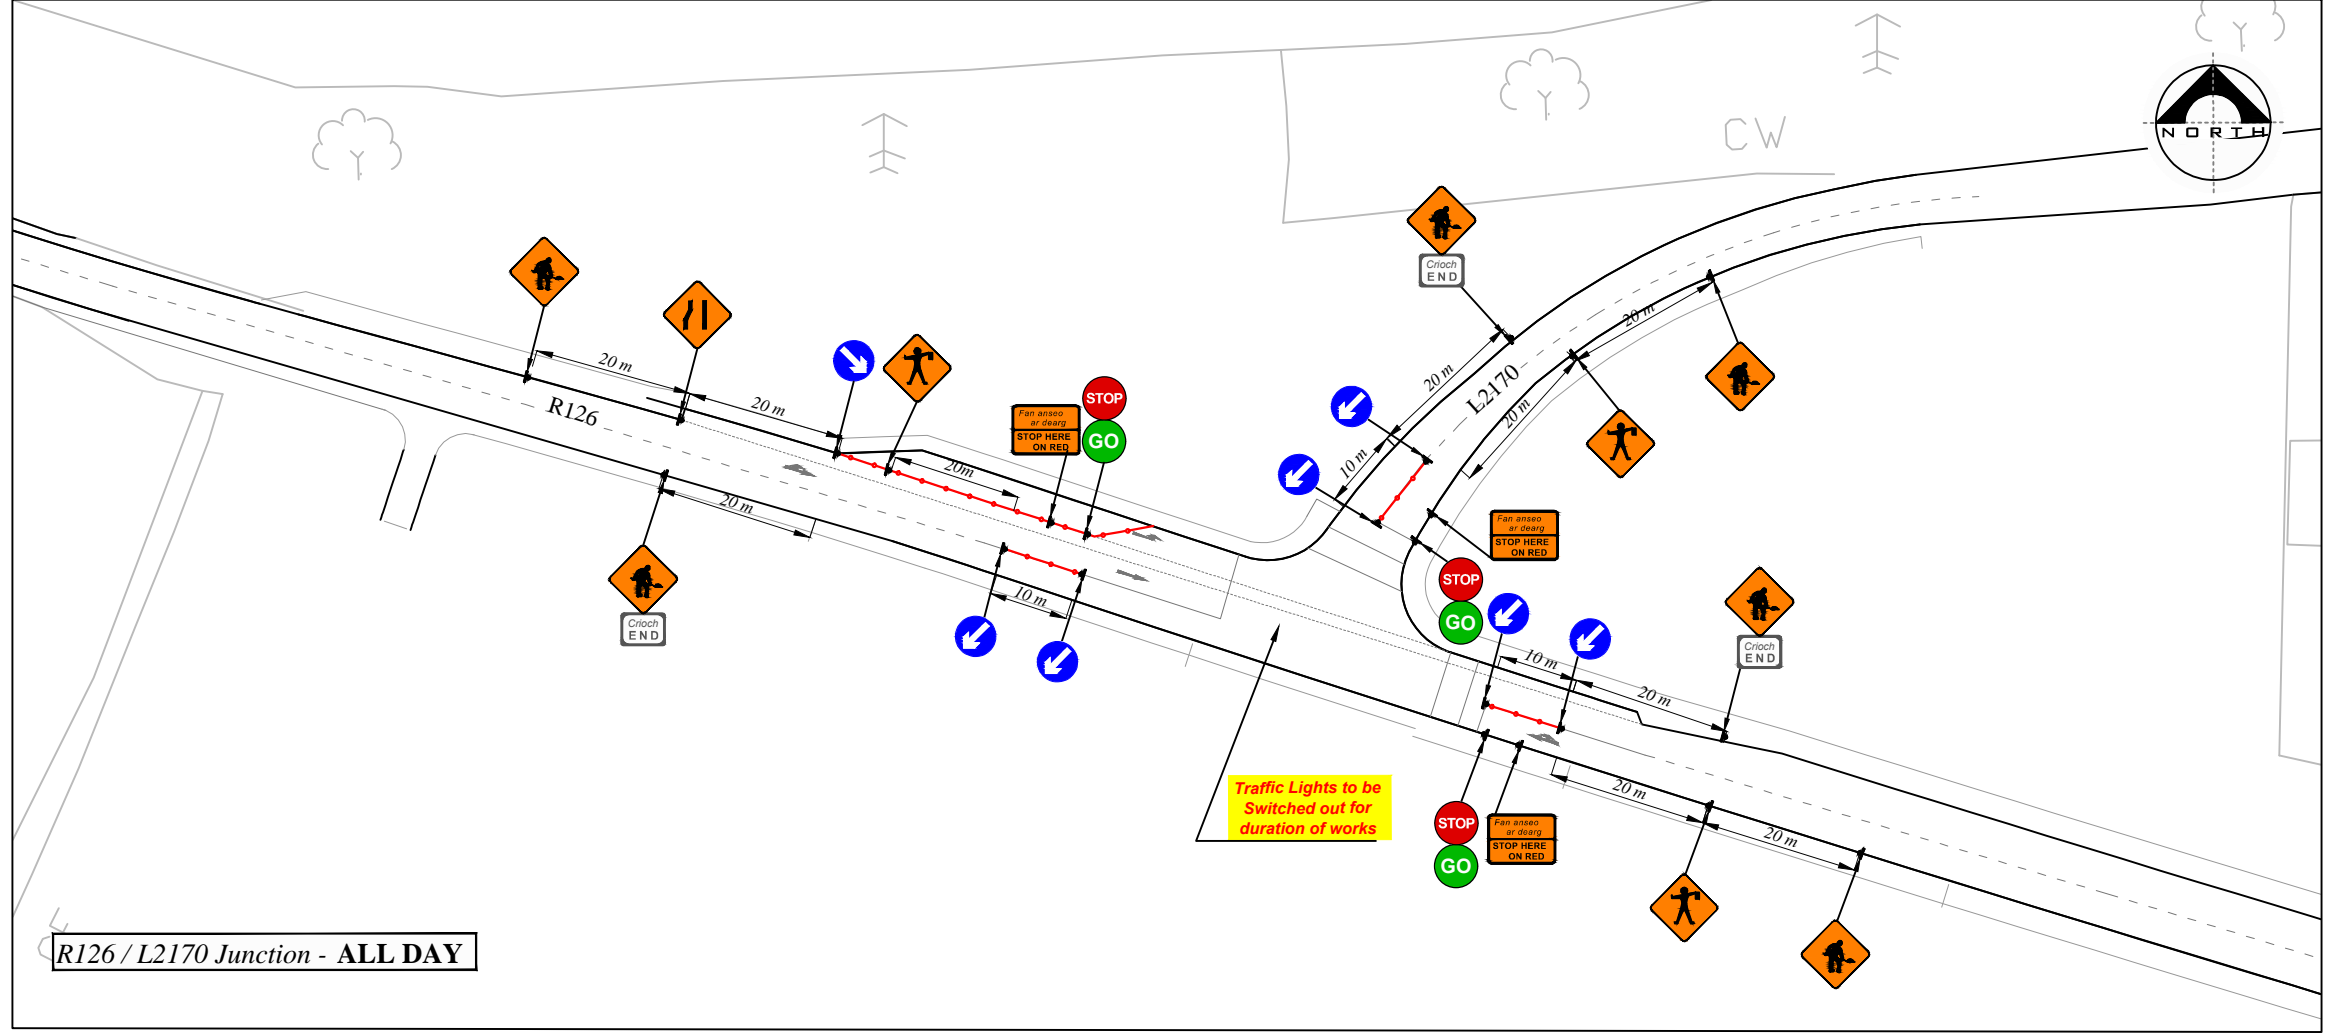 CW
NORTH
Crioch
END
20 m
20 m
R126
20 m
20m
Fan anseo
ar dearg
STOP HERE
ON RED
STOP
GO
20 m
Crioch
END
10 m
20 m
10 m
L2170
20 m
20 m
Fan anseo
ar dearg
STOP HERE
ON RED
STOP
GO
10 m
20 m
Crioch
END
Traffic Lights to be
Switched out for
duration of works
STOP
GO
Fan anseo
ar dearg
STOP HERE
ON RED
20 m
20 m
R126 / L2170 Junction - ALL DAY